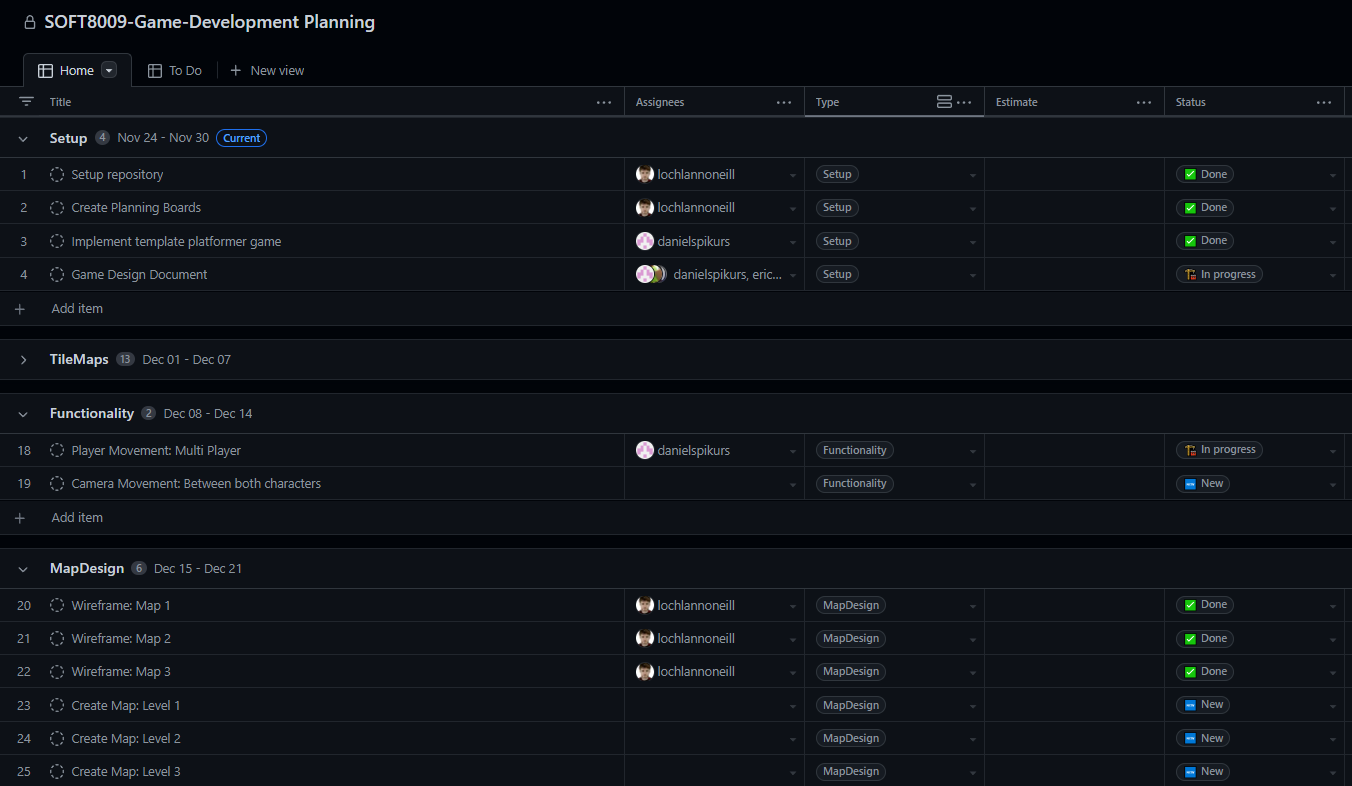 SOFT8009-Game-Development Planning
Home To Do New view
Title Assignees Type Estimate Status
Setup 4 Nov 24 - Nov 30 Current
1 Setup repository lochlannoneill Setup Done
2 Create Planning Boards lochlannoneill Setup Done
3 Implement template platformer game danielspikurs Setup Done
4 Game Design Document danielspikurs, eric... Setup In progress
Add item
TileMaps 13 Dec 01 - Dec 07
Functionality 2 Dec 08 - Dec 14
18 Player Movement: Multi Player danielspikurs Functionality In progress
19 Camera Movement: Between both characters Functionality New
Add item
MapDesign 6 Dec 15 - Dec 21
20 Wireframe: Map 1 lochlannoneill MapDesign Done
21 Wireframe: Map 2 lochlannoneill MapDesign Done
22 Wireframe: Map 3 lochlannoneill MapDesign Done
23 Create Map: Level 1 MapDesign New
24 Create Map: Level 2 MapDesign New
25 Create Map: Level 3 MapDesign New